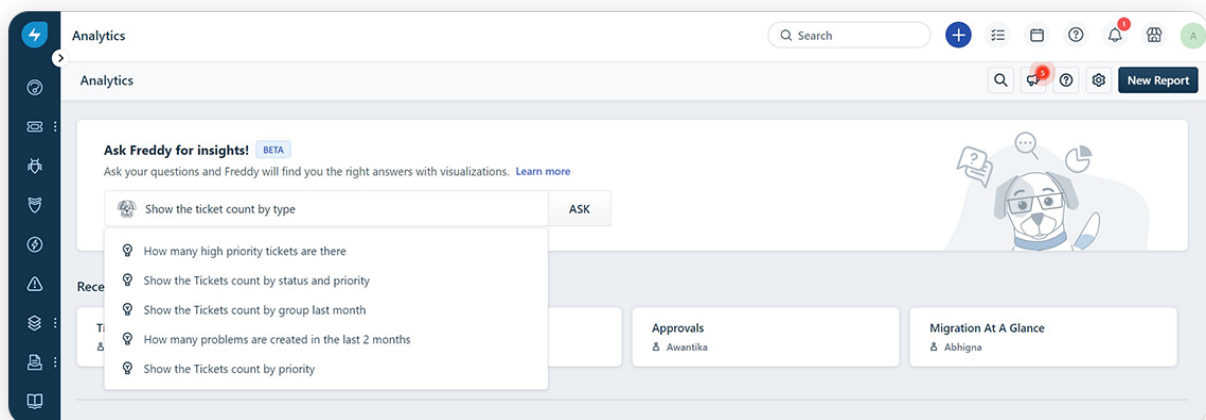 Analytics
Search
1
A
Analytics
5
New Report
Ask Freddy for insights! BETA
Ask your questions and Freddy will find you the right answers with visualizations. Learn more
Show the ticket count by type
ASK
How many high priority tickets are there
Show the Tickets count by status and priority
Show the Tickets count by group last month
How many problems are created in the last 2 months
Show the Tickets count by priority
Approvals
Awantika
Migration At A Glance
Abhigna